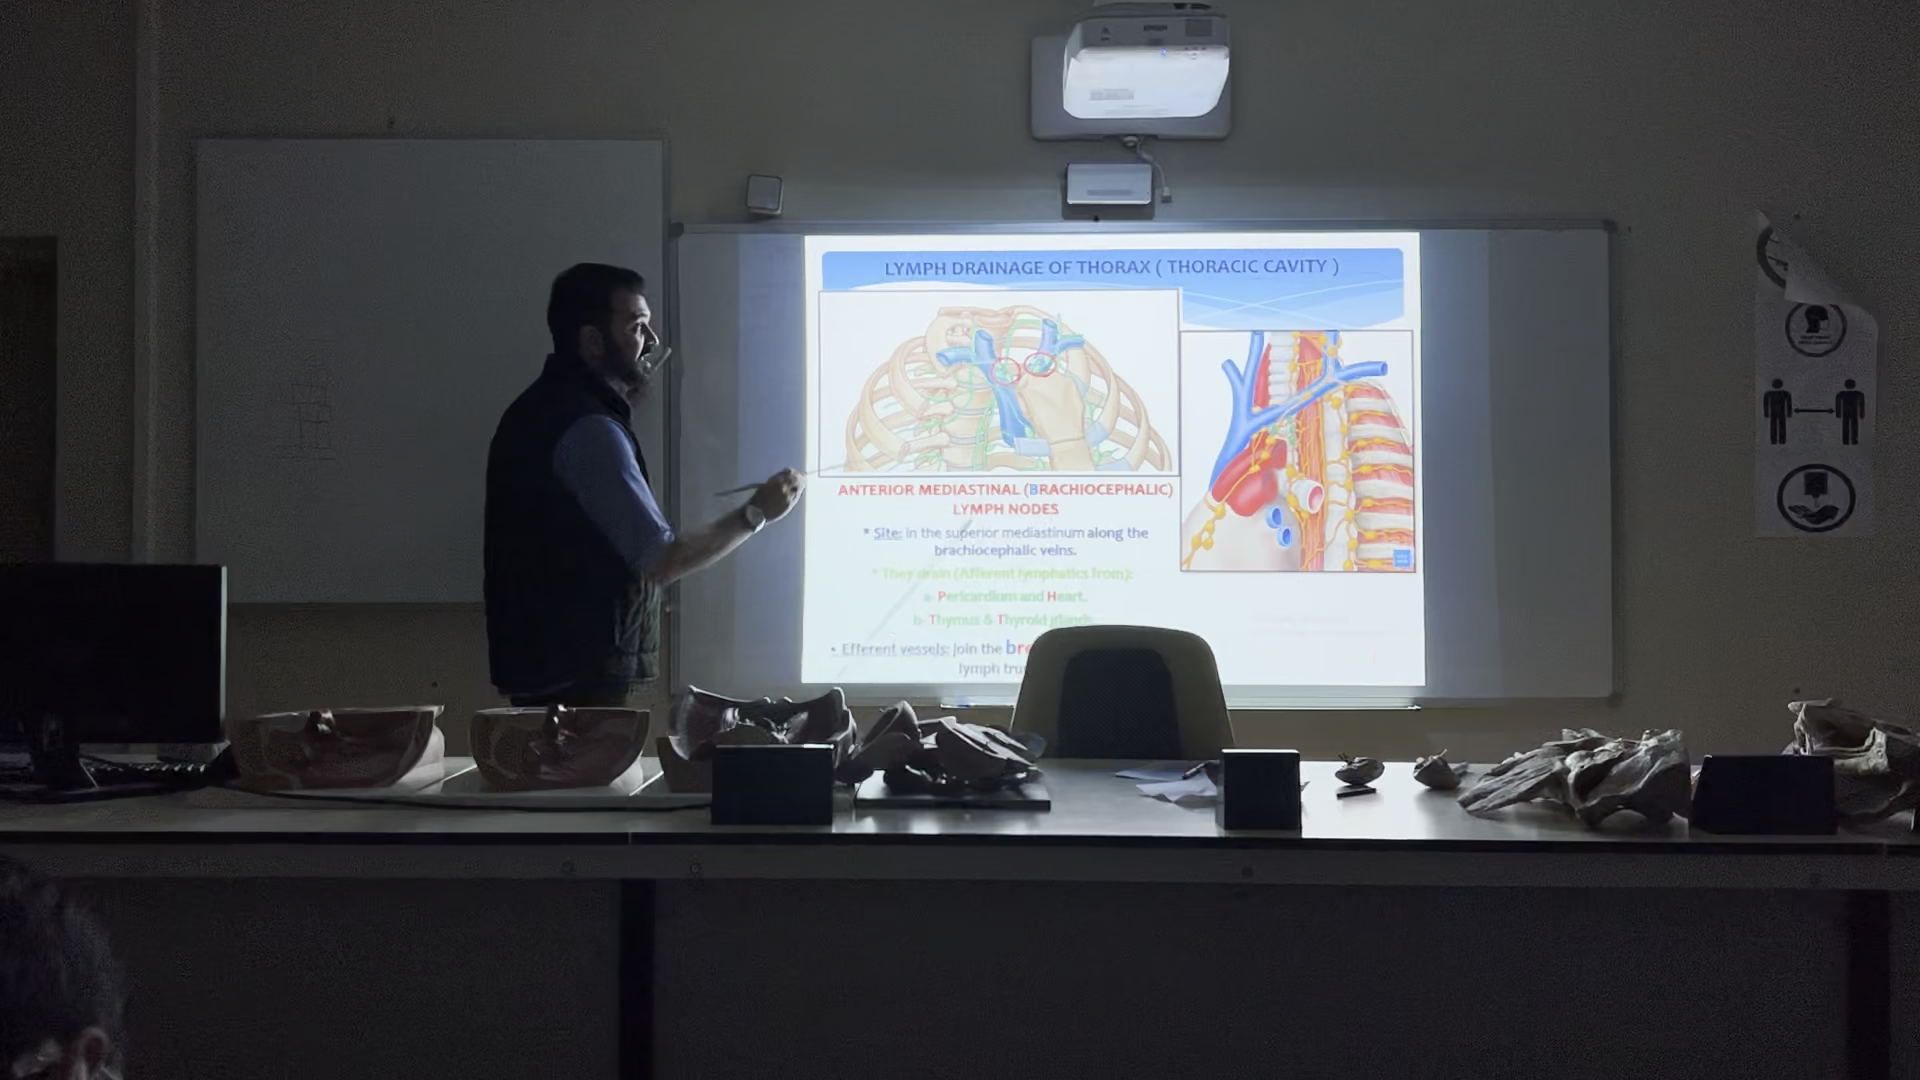 LYMPH DRAINAGE OF THORAX ( THORACIC CAVITY )
ANTERIOR MEDIASTINAL (BRACHIOCEPHALIC)
LYMPH NODES
* Site: in the superior mediastinum along the
brachiocephalic veins.
* They drain (Afferent lymphatics from):
a- Pericardium and Heart.
b- Thymus & Thyroid
• Efferent vessels: join the
lymph